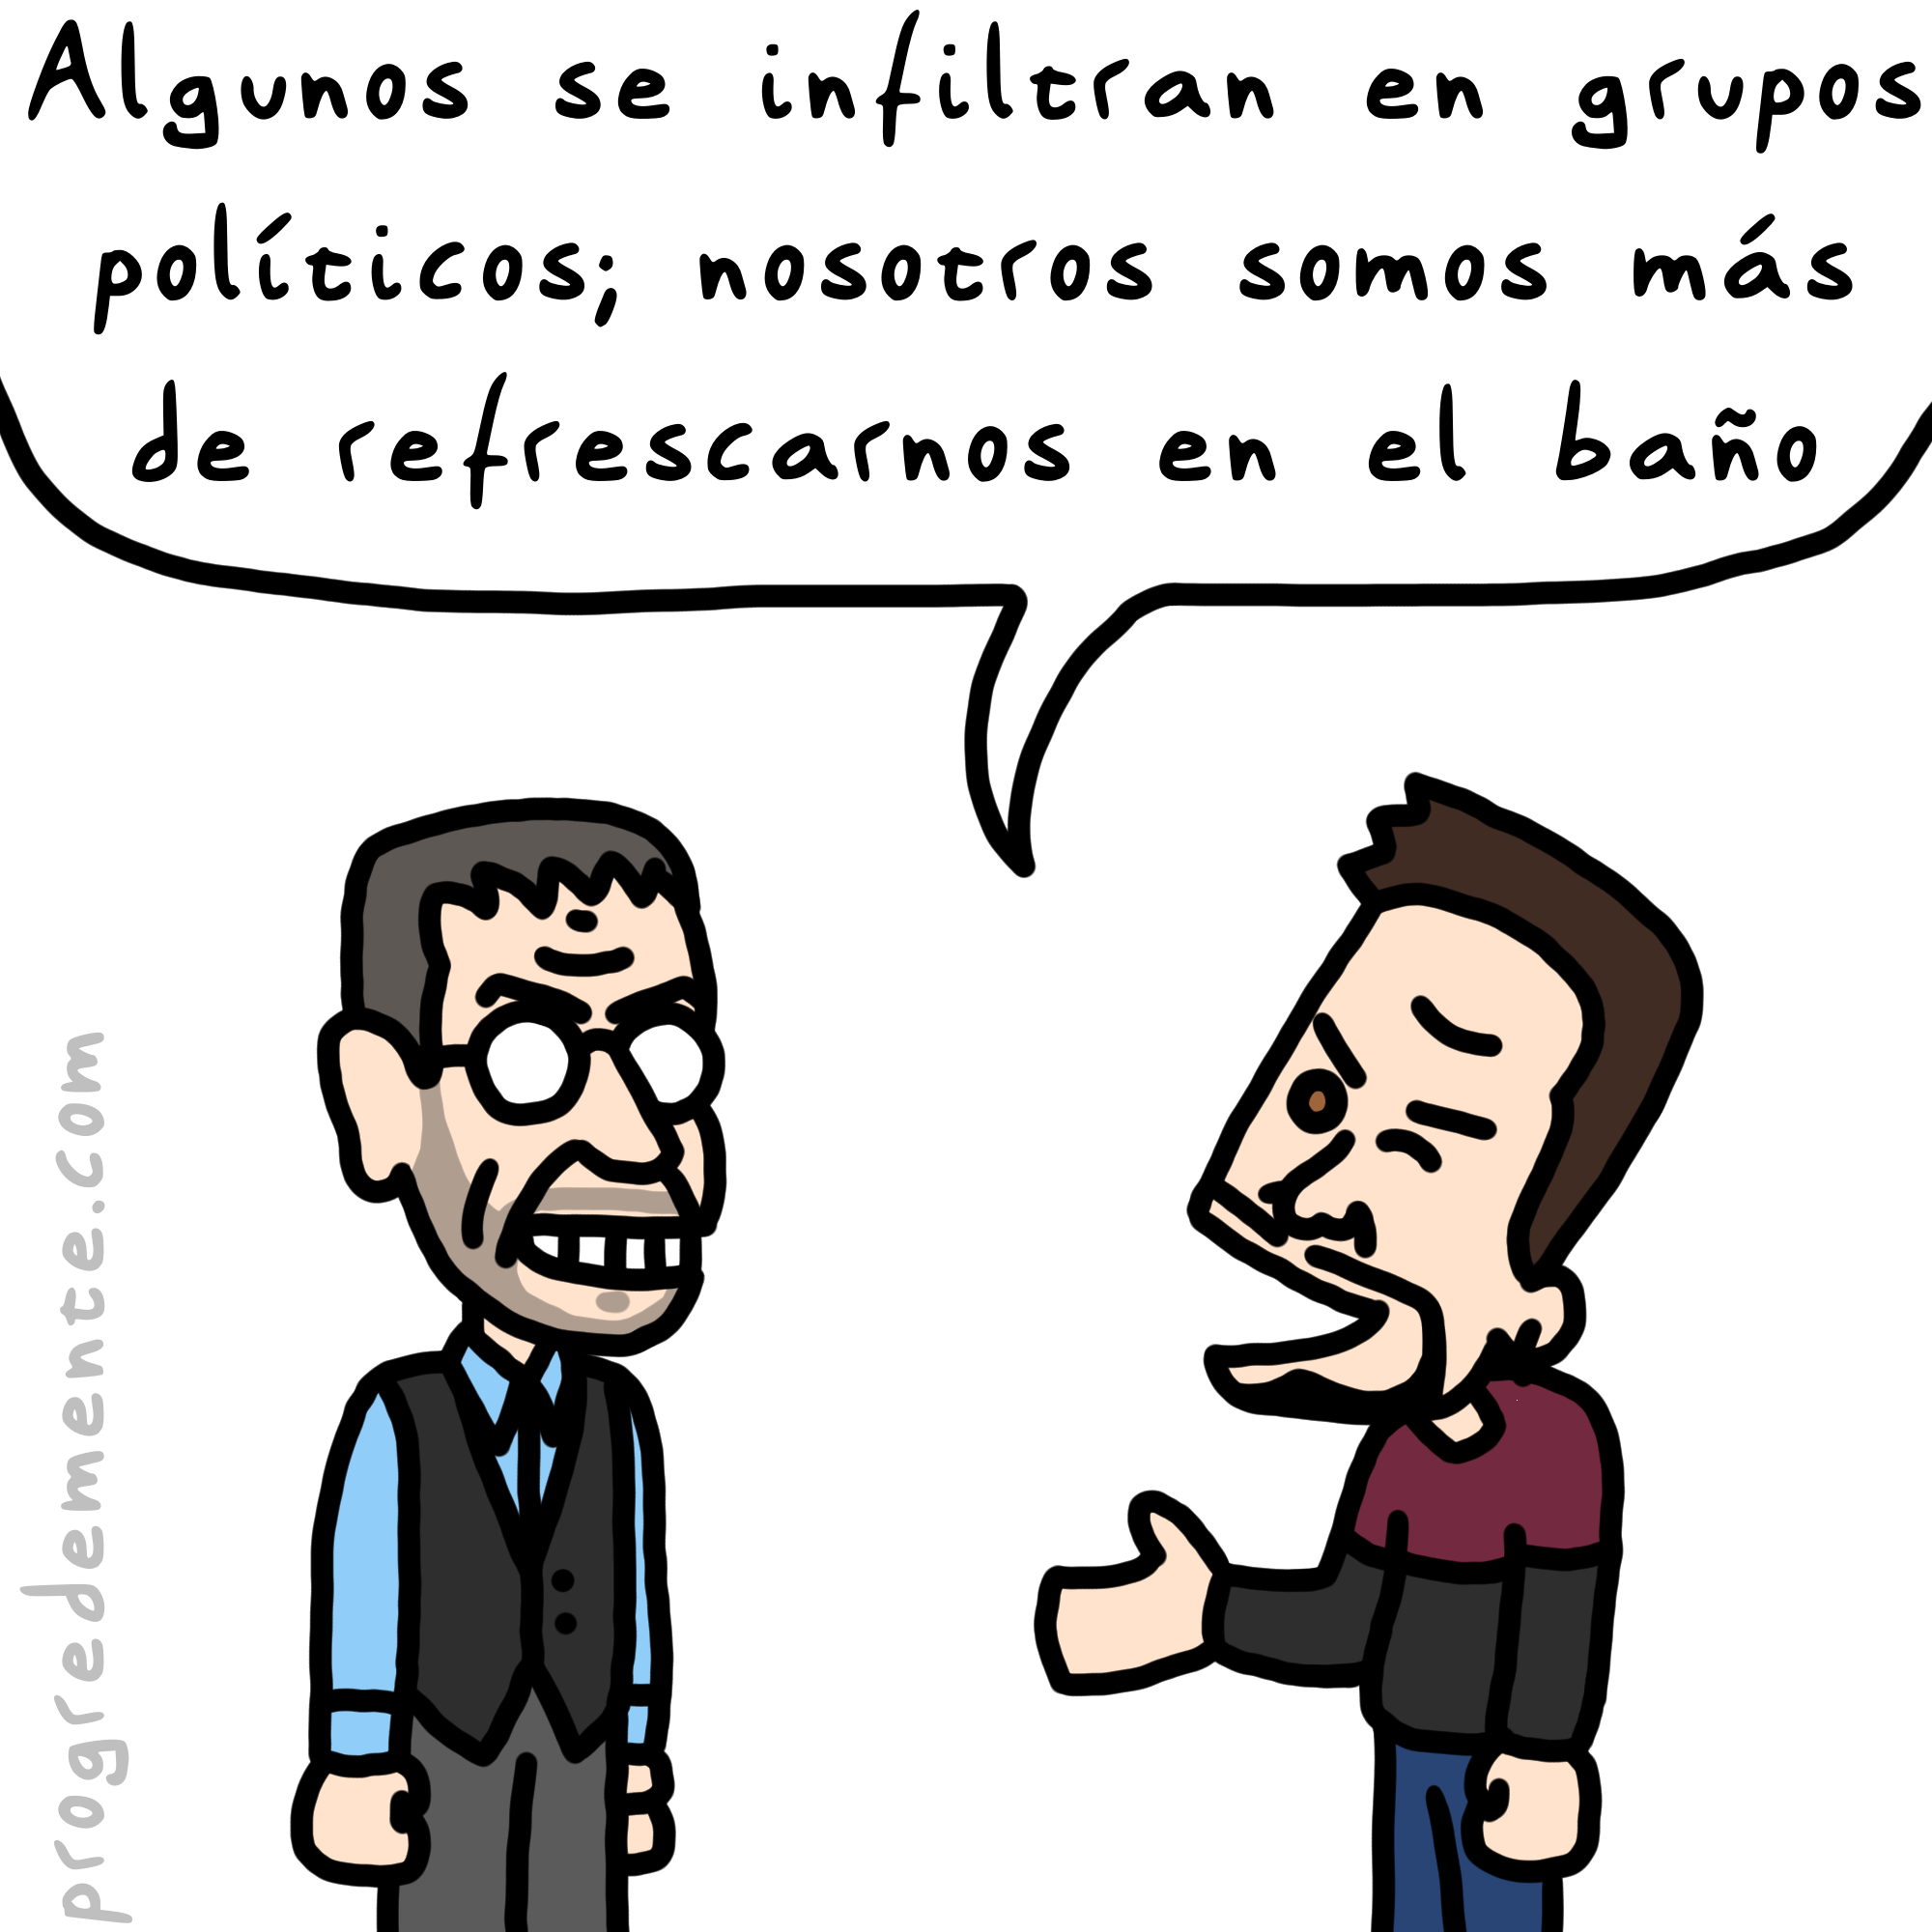 Algunos se infiltran en grupos
políticos; nosotros somos más
de refrescarnos en el baño
progredemente.com